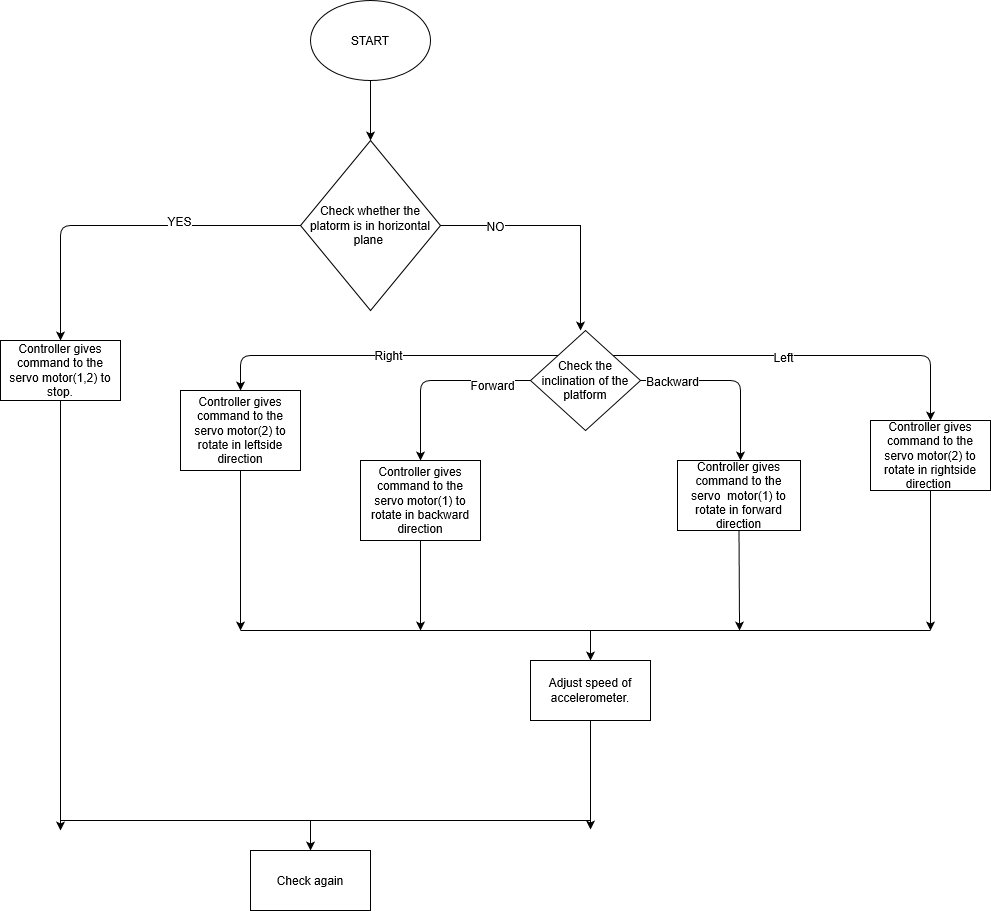 START
Check whether the
platorm is in horizontal
plane
YES
NO
Controller gives
command to the
servo motor(1,2) to
stop.
Right
Check the
inclination of the
platform
Left
Forward
Backward
Controller gives
command to the
servo motor(2) to
rotate in leftside
direction
Controller gives
command to the
servo motor(1) to
rotate in backward
direction
Controller gives
command to the
servo  motor(1) to
rotate in forward
direction
Controller gives
command to the
servo motor(2) to
rotate in rightside
direction
Adjust speed of
accelerometer.
Check again